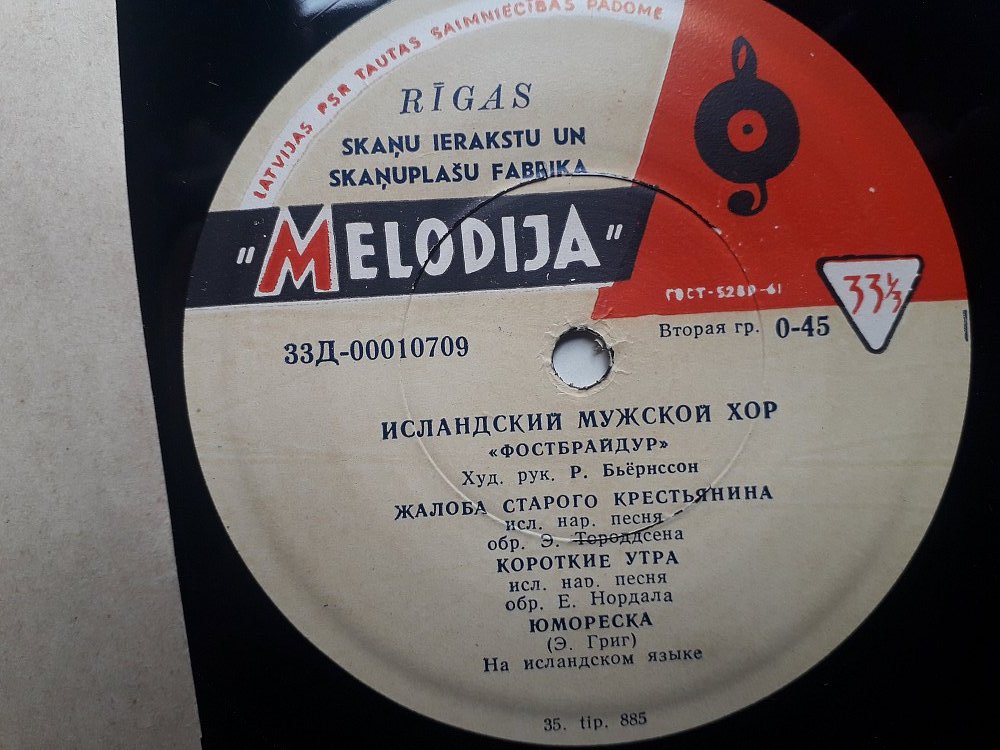 LATVIJAS PSR TAUTAS SAIMNIECĪBAS PADOME
RĪGAS
SKAŅU IERAKSTU UN
SKAŅUPLAŠU FABRIKA
"MELODIJA"
ГОСТ-5289-61
33⅓
33Д-00010709
Вторая гр. 0-45
ИСЛАНДСКИЙ МУЖСКОЙ ХОР
«ФОСТБРАЙДУР»
Худ. рук. Р. Бьёрнссон
ЖАЛОБА СТАРОГО КРЕСТЬЯНИНА
исл. нар. песня -
обр. Э. Тороддсена
КОРОТКИЕ УТРА
исл. нар. песня
обр. Е. Нордала
ЮМОРЕСКА
(Э. Григ)
На исландском языке
35. tip. 885